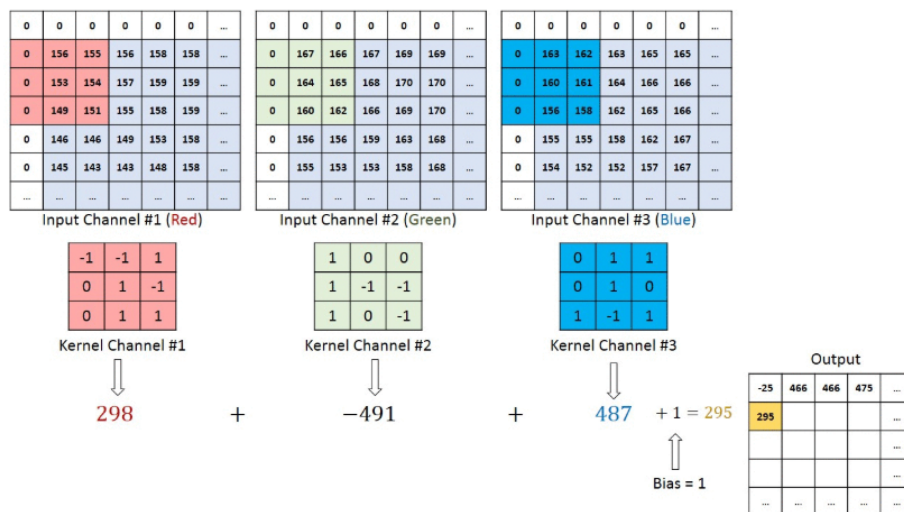 0 0 0 0 0 0 ... 0 0 0 0 0 0 ... 0 0 0 0 0 0 ...
0 156 155 156 158 158 ... 0 167 166 167 169 169 ... 0 163 162 163 165 165 ...
0 153 154 157 159 159 ... 0 164 165 168 170 170 ... 0 160 161 164 166 166 ...
0 149 151 155 158 159 ... 0 160 162 166 169 170 ... 0 156 158 162 165 166 ...
0 146 146 149 153 158 ... 0 156 156 159 163 168 ... 0 155 155 158 162 167 ...
0 145 143 143 148 158 ... 0 155 153 153 158 168 ... 0 154 152 152 157 167 ...
... ... ... ... ... ... ... ... ... ... ... ... ... ... ... ... ... ... ... ... ...
Input Channel #1 (Red) Input Channel #2 (Green) Input Channel #3 (Blue)
-1 -1 1 1 0 0 0 1 1
0 1 -1 1 -1 -1 0 1 0
0 1 1 1 0 -1 1 -1 1
Kernel Channel #1 Kernel Channel #2 Kernel Channel #3
Output
-25 466 466 475 ...
298 + −491 + 487 + 1 = 295
295 ...
...
Bias = 1
...
... ... ... ... ...